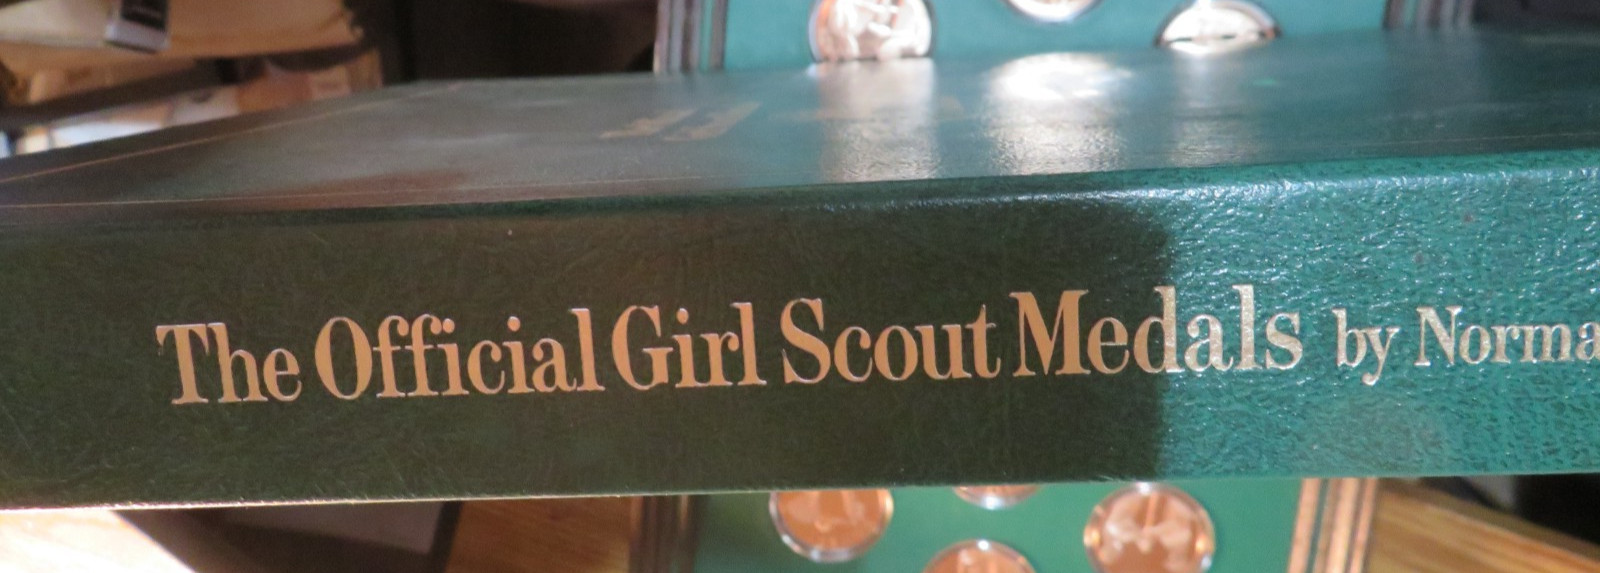 The Official Girl Scout Medals by Norma